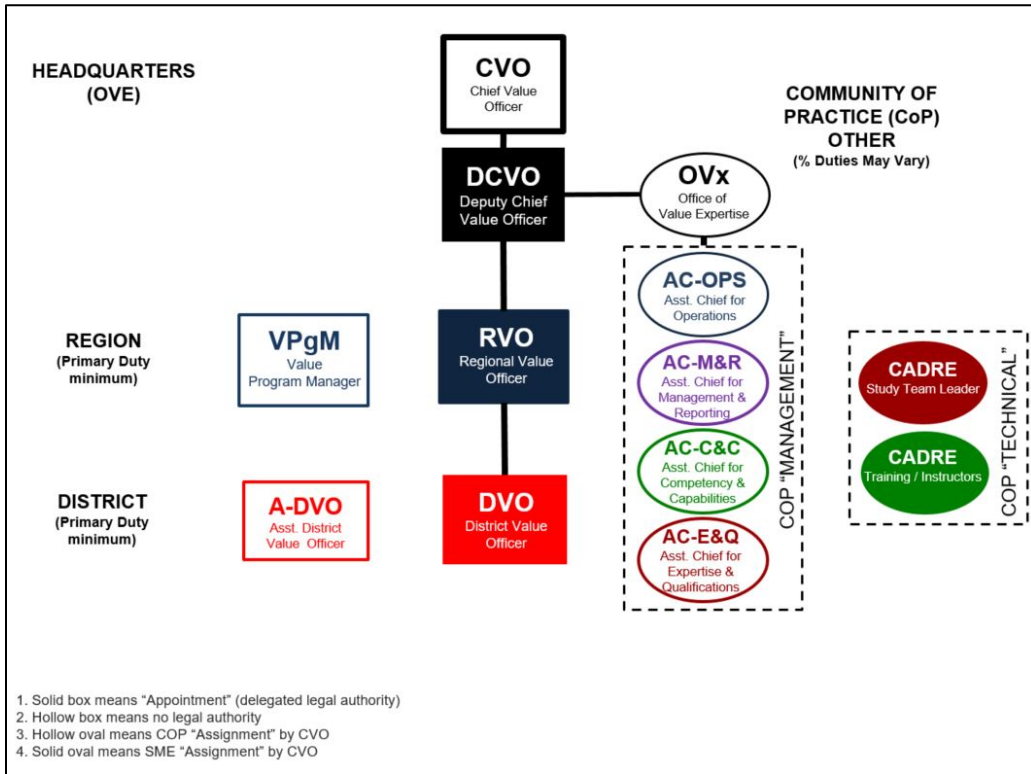 HEADQUARTERS
(OVE)
CVO
Chief Value
Officer
COMMUNITY OF
PRACTICE (CoP)
OTHER
(% Duties May Vary)
DCVO
Deputy Chief
Value Officer
OVx
Office of
Value Expertise
AC-OPS
Asst. Chief for
Operations
REGION
(Primary Duty
minimum)
VPgM
Value
Program Manager
RVO
Regional Value
Officer
AC-M&R
Asst. Chief for
Management &
Reporting
COP “MANAGEMENT”
CADRE
Study Team Leader
CADRE
Training / Instructors
COP “TECHNICAL”
AC-C&C
Asst. Chief for
Competency &
Capabilities
DISTRICT
(Primary Duty
minimum)
A-DVO
Asst. District
Value Officer
DVO
District Value
Officer
AC-E&Q
Asst. Chief for
Expertise &
Qualifications
1. Solid box means “Appointment” (delegated legal authority)
2. Hollow box means no legal authority
3. Hollow oval means COP “Assignment” by CVO
4. Solid oval means SME “Assignment” by CVO